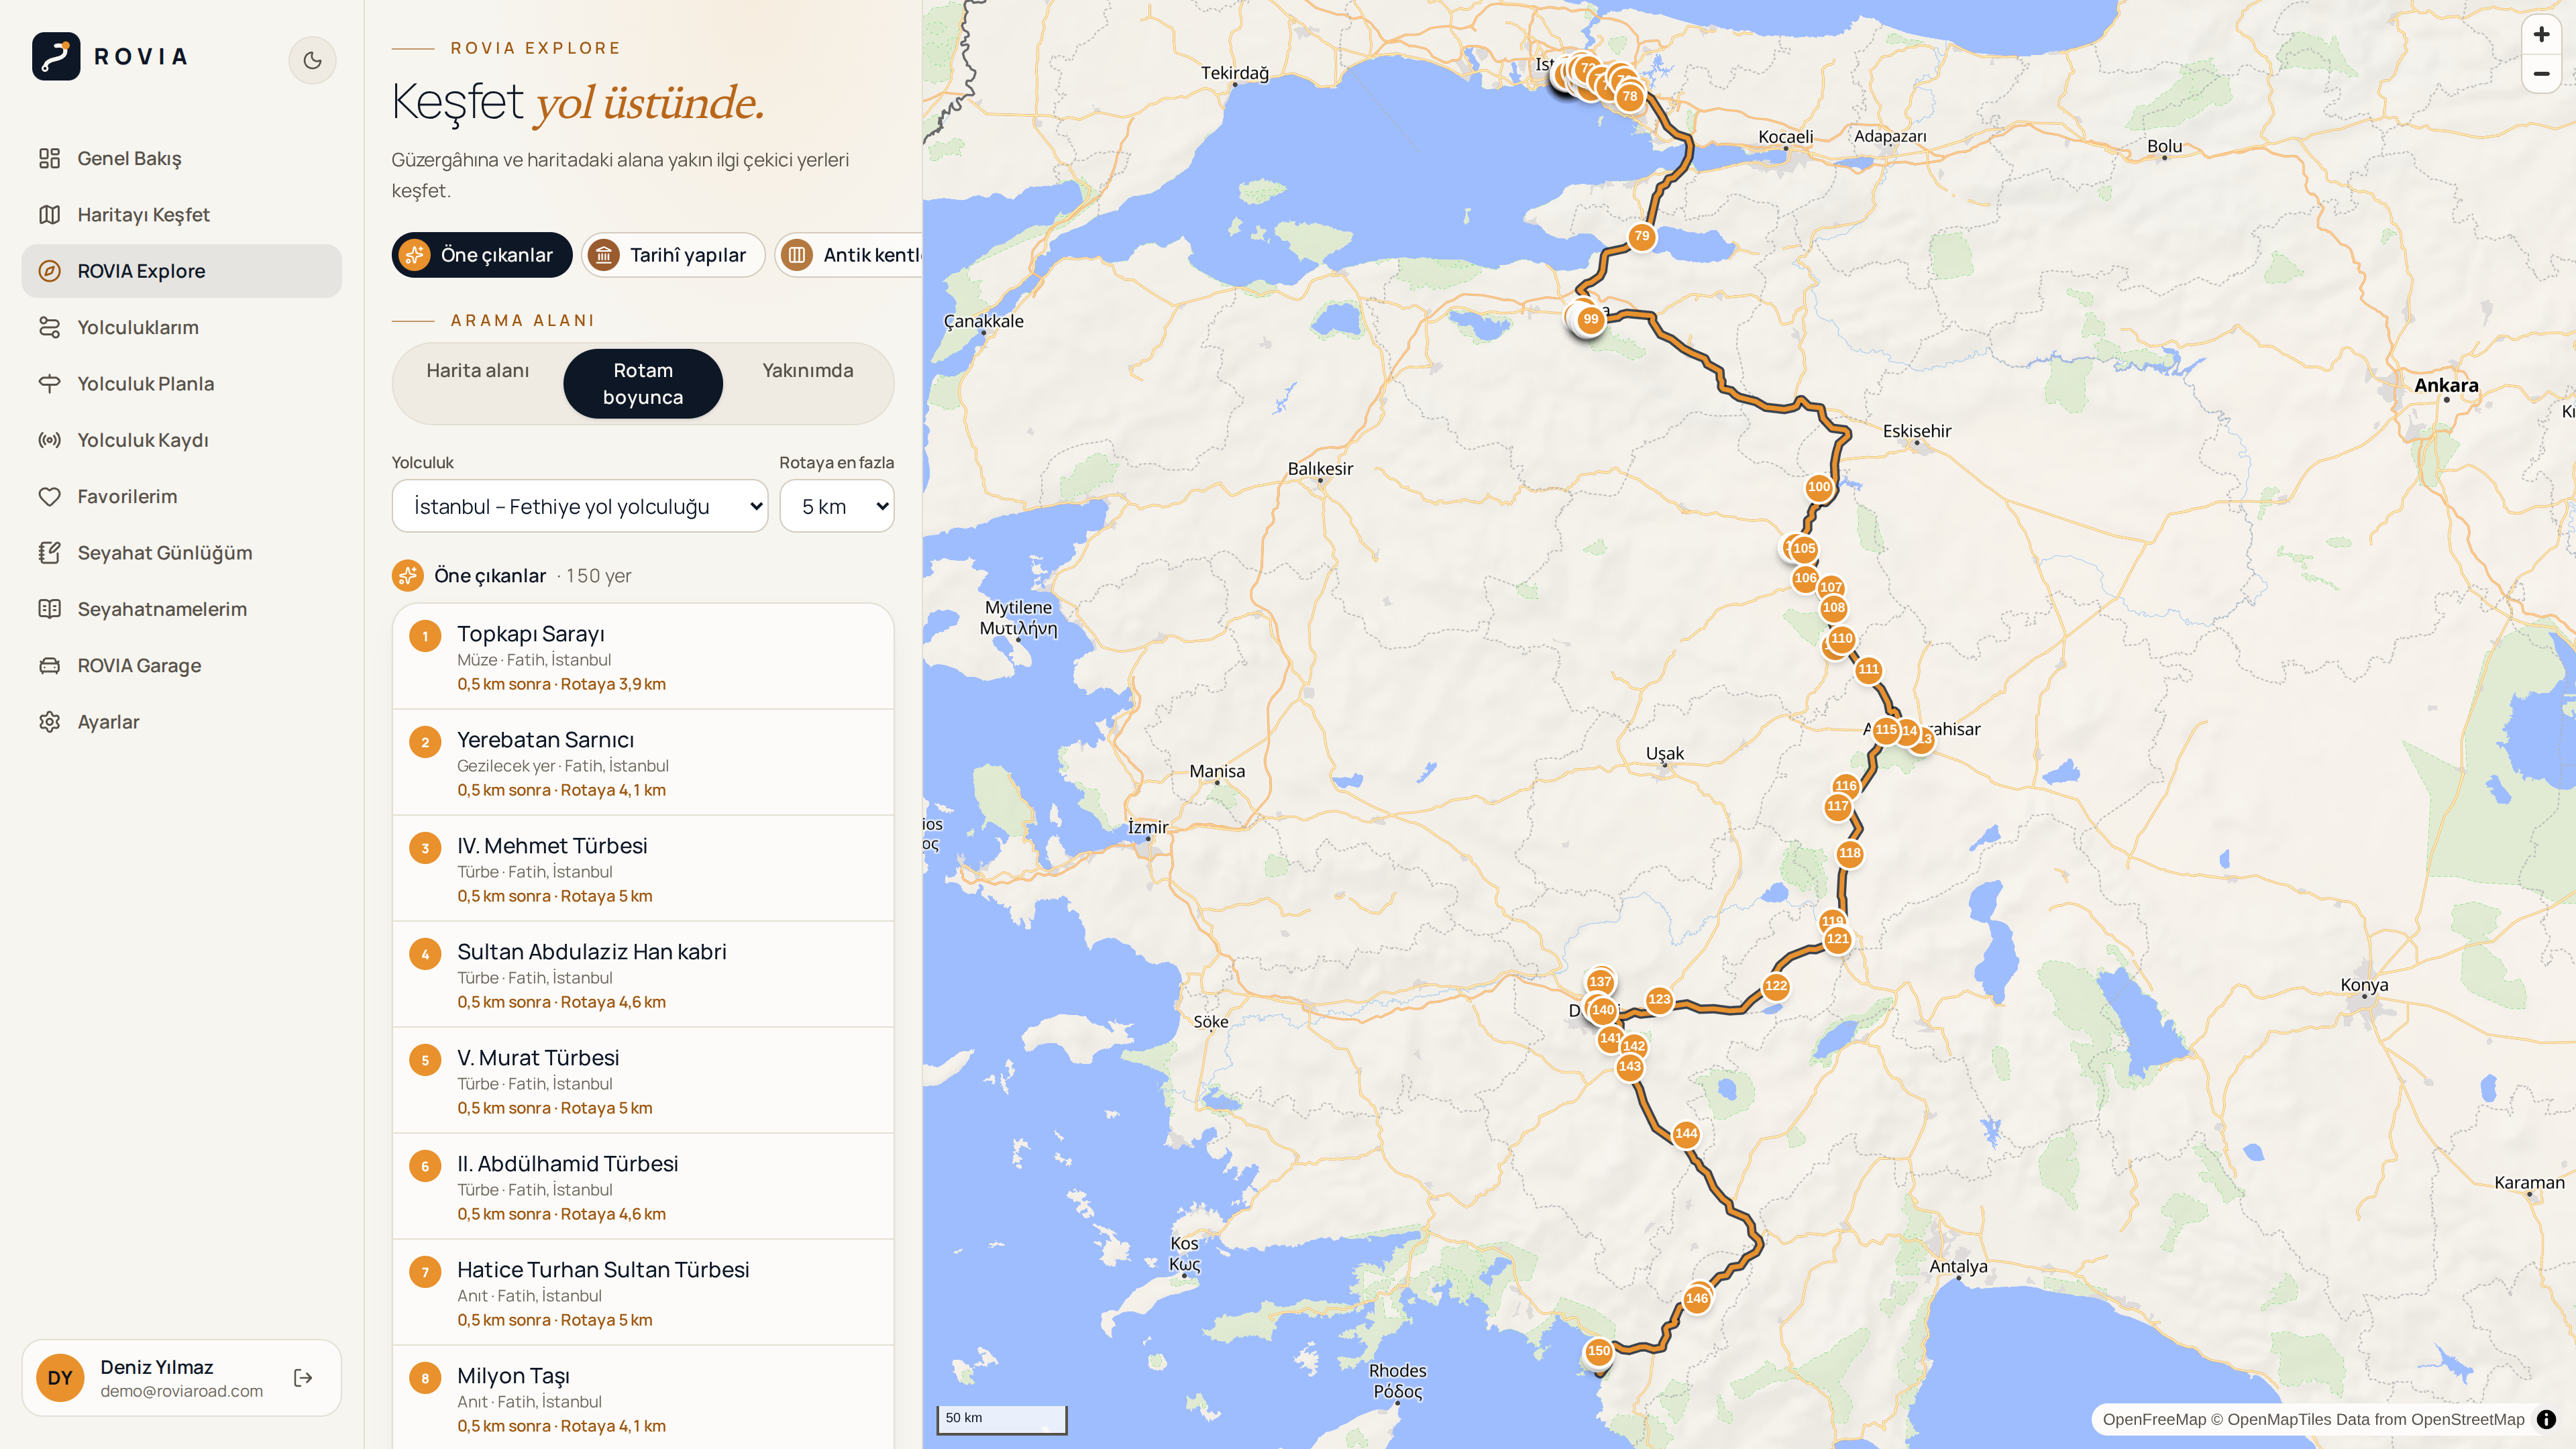 ROVIA
Genel Bakış
Haritayı Keşfet
ROVIA Explore
Yolculuklarım
Yolculuk Planla
Yolculuk Kaydı
Favorilerim
Seyahat Günlüğüm
Seyahatnamelerim
ROVIA Garage
Ayarlar
DY
Deniz Yılmaz
demo@roviaroad.com
ROVIA EXPLORE
Keşfet yol üstünde.
Güzergâhına ve haritadaki alana yakın ilgi çekici yerleri
keşfet.
Öne çıkanlar
Tarihî yapılar
Antik
ARAMA ALANI
Harita alanı
Rotam
boyunca
Yakınımda
Yolculuk
Rotaya en fazla
İstanbul – Fethiye yol yolculuğu
5 km
Öne çıkanlar · 150 yer
1
Topkapı Sarayı
Müze · Fatih, İstanbul
0,5 km sonra · Rotaya 3,9 km
2
Yerebatan Sarnıcı
Gezilecek yer · Fatih, İstanbul
0,5 km sonra · Rotaya 4,1 km
3
IV. Mehmet Türbesi
Türbe · Fatih, İstanbul
0,5 km sonra · Rotaya 5 km
4
Sultan Abdulaziz Han kabri
Türbe · Fatih, İstanbul
0,5 km sonra · Rotaya 4,6 km
5
V. Murat Türbesi
Türbe · Fatih, İstanbul
0,5 km sonra · Rotaya 5 km
6
II. Abdülhamid Türbesi
Türbe · Fatih, İstanbul
0,5 km sonra · Rotaya 4,6 km
7
Hatice Turhan Sultan Türbesi
Anıt · Fatih, İstanbul
0,5 km sonra · Rotaya 5 km
8
Milyon Taşı
Anıt · Fatih, İstanbul
0,5 km sonra · Rotaya 4,1 km
Tekirdağ
78
Kocaeli
Adapazarı
Bolu
79
Çanakkale
99
Ankara
Eskisehir
Balıkesir
100
105
106
107
108
Mytilene
Μυτιλήνη
110
111
115
Uşak
Manisa
116
117
İzmir
118
119
121
137
122
123
140
Konya
Söke
141
142
143
144
Karaman
Kos
Κως
Antalya
146
150
Rhodes
Ρόδος
50 km
OpenFreeMap © OpenMapTiles Data from OpenStreetMap